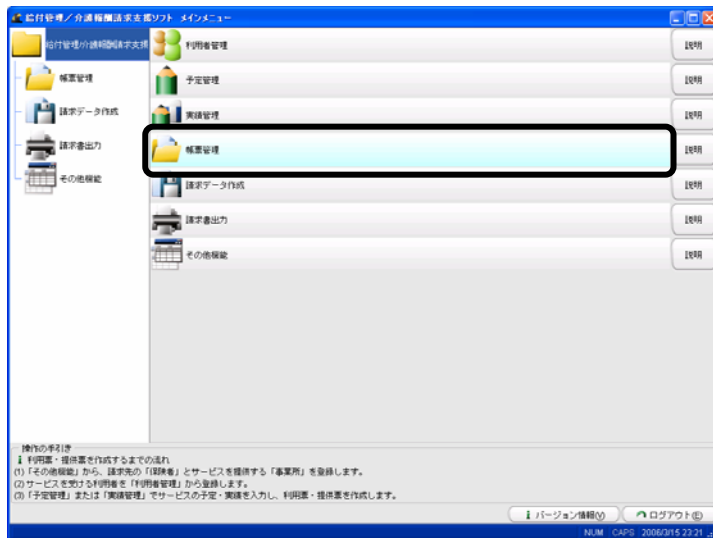 給付管理/介護報酬請求支援ソフト メインメニュー
給付管理/介護報酬請求支援
帳票管理
請求データ作成
請求書出力
その他機能
利用者管理 説明
予定管理 説明
実績管理 説明
帳票管理 説明
請求データ作成 説明
請求書出力 説明
その他機能 説明
操作の手引き
利用票・提供票を作成するまでの流れ
(1)「その他機能」から、請求先の「保険者」とサービスを提供する「事業所」を登録します。
(2)サービスを受ける利用者を「利用者管理」から登録します。
(3)「予定管理」または「実績管理」でサービスの予定・実績を入力し、利用票・提供票を作成します。
バージョン情報(V) ログアウト(E)
NUM CAPS 2006/3/15 23:21